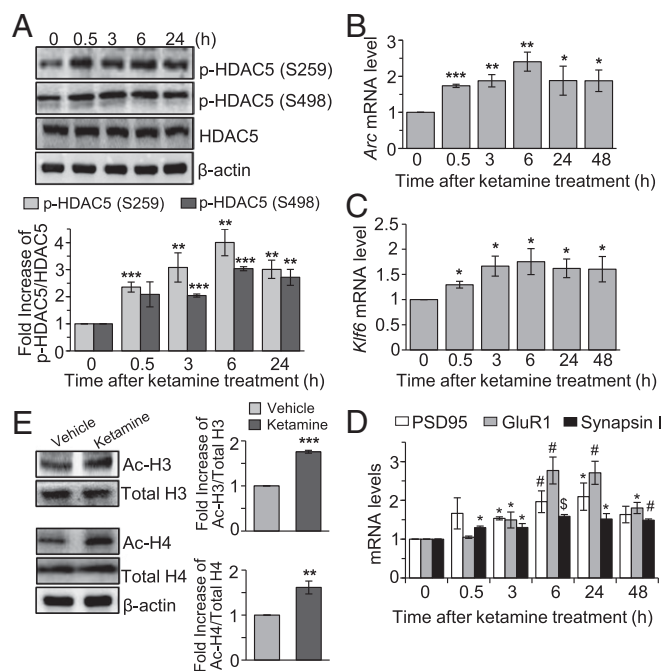 A
0 0.5 3 6 24 (h)
p-HDAC5 (S259)
p-HDAC5 (S498)
HDAC5
β-actin
p-HDAC5 (S259) p-HDAC5 (S498)
Fold Increase of
p-HDAC5/HDAC5
5
4
3
2
1
*** ** *** ** *** ** **
0 0.5 3 6 24
Time after ketamine treatment (h)
B
Arc mRNA level
3
2
1
0
*** ** ** * *
0 0.5 3 6 24 48
Time after ketamine treatment (h)
C
Klf6 mRNA level
2.5
2
1.5
1
0
* * * * *
0 0.5 3 6 24 48
Time after ketamine treatment (h)
E
Vehicle Ketamine
Ac-H3
Total H3
Ac-H4
Total H4
β-actin
Vehicle
Ketamine
Fold Increase of
Ac-H3/Total H3
2
1
0
***
Fold Increase of
Ac-H4/Total H4
2
1
0
**
D
PSD95 GluR1 Synapsin I
mRNA levels
3
2
1
0
* * * * # # $ * # * * #
0 0.5 3 6 24 48
Time after ketamine treatment (h)